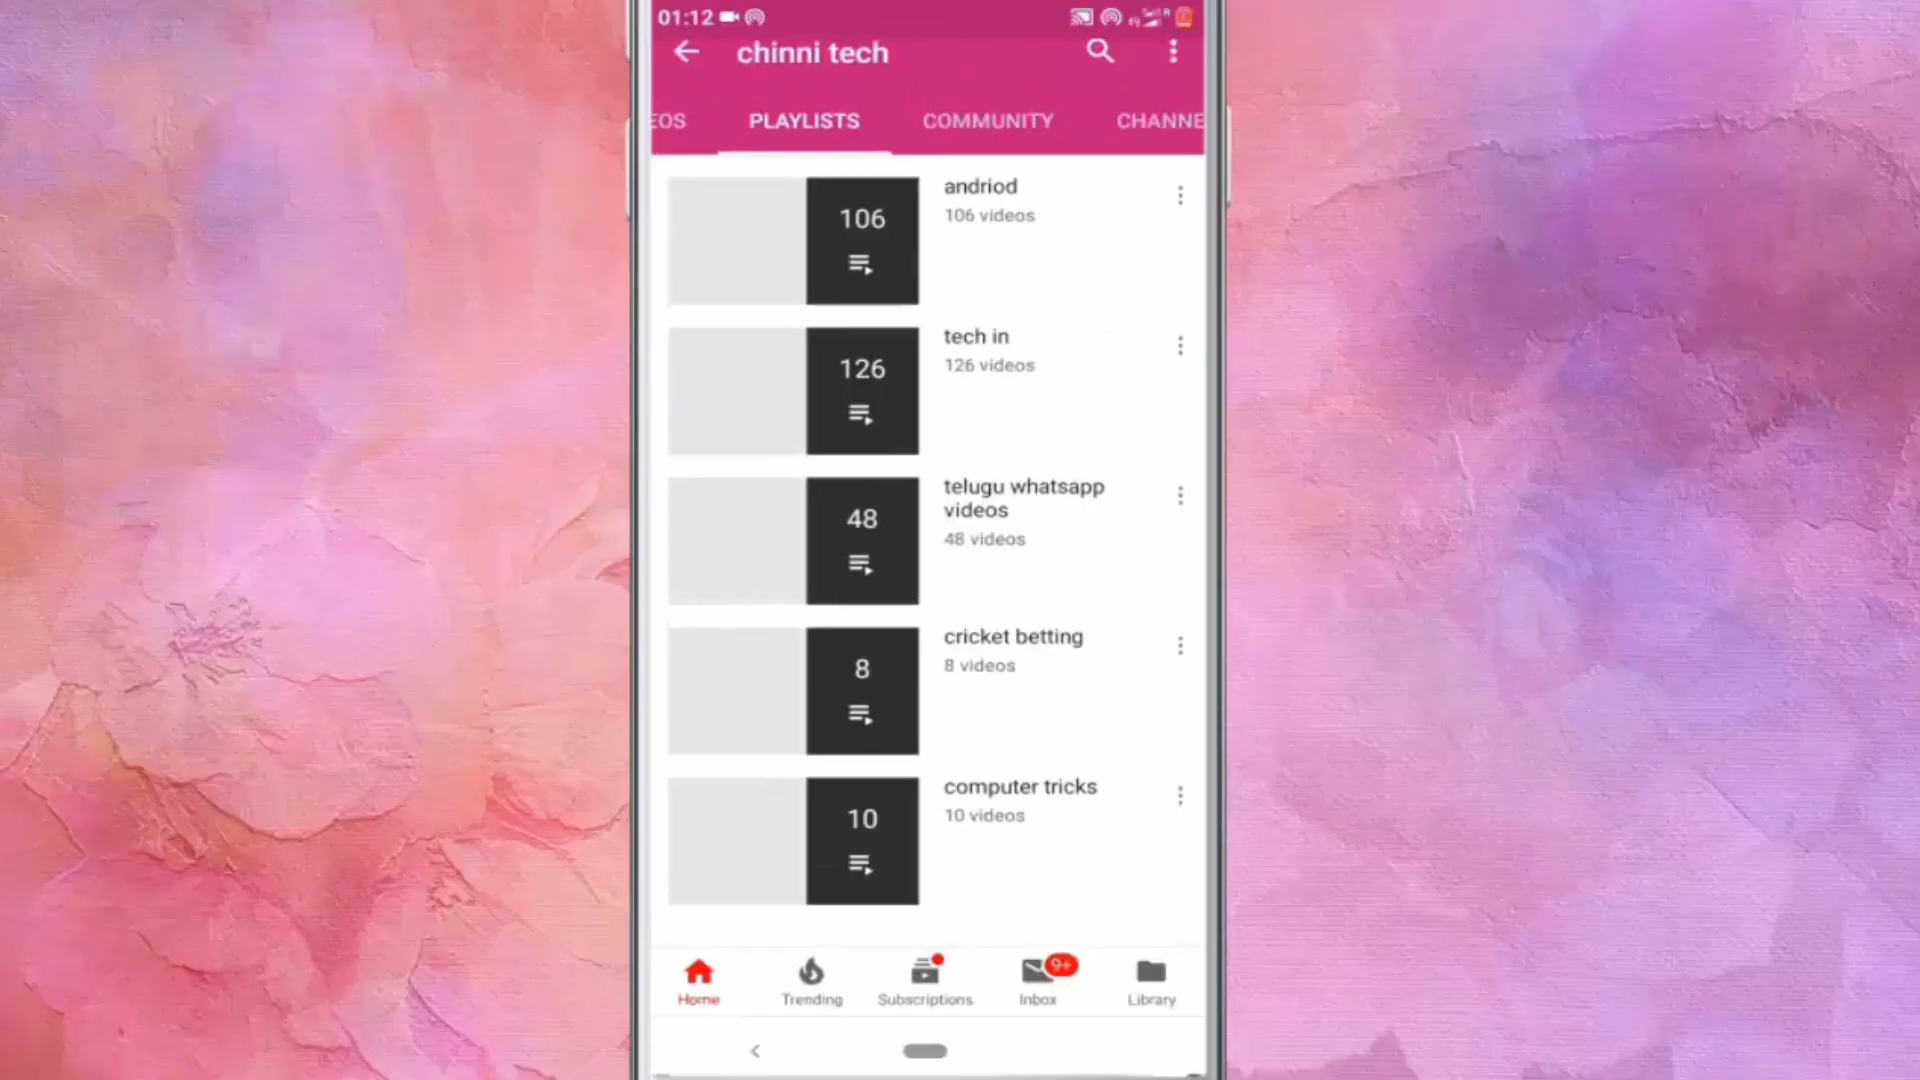 01:12
chinni tech
EOS PLAYLISTS COMMUNITY CHANNE
106
andriod
106 videos
126
tech in
126 videos
48
telugu whatsapp
videos
48 videos
8
cricket betting
8 videos
10
computer tricks
10 videos
9+
Home Trending Subscriptions Inbox Library